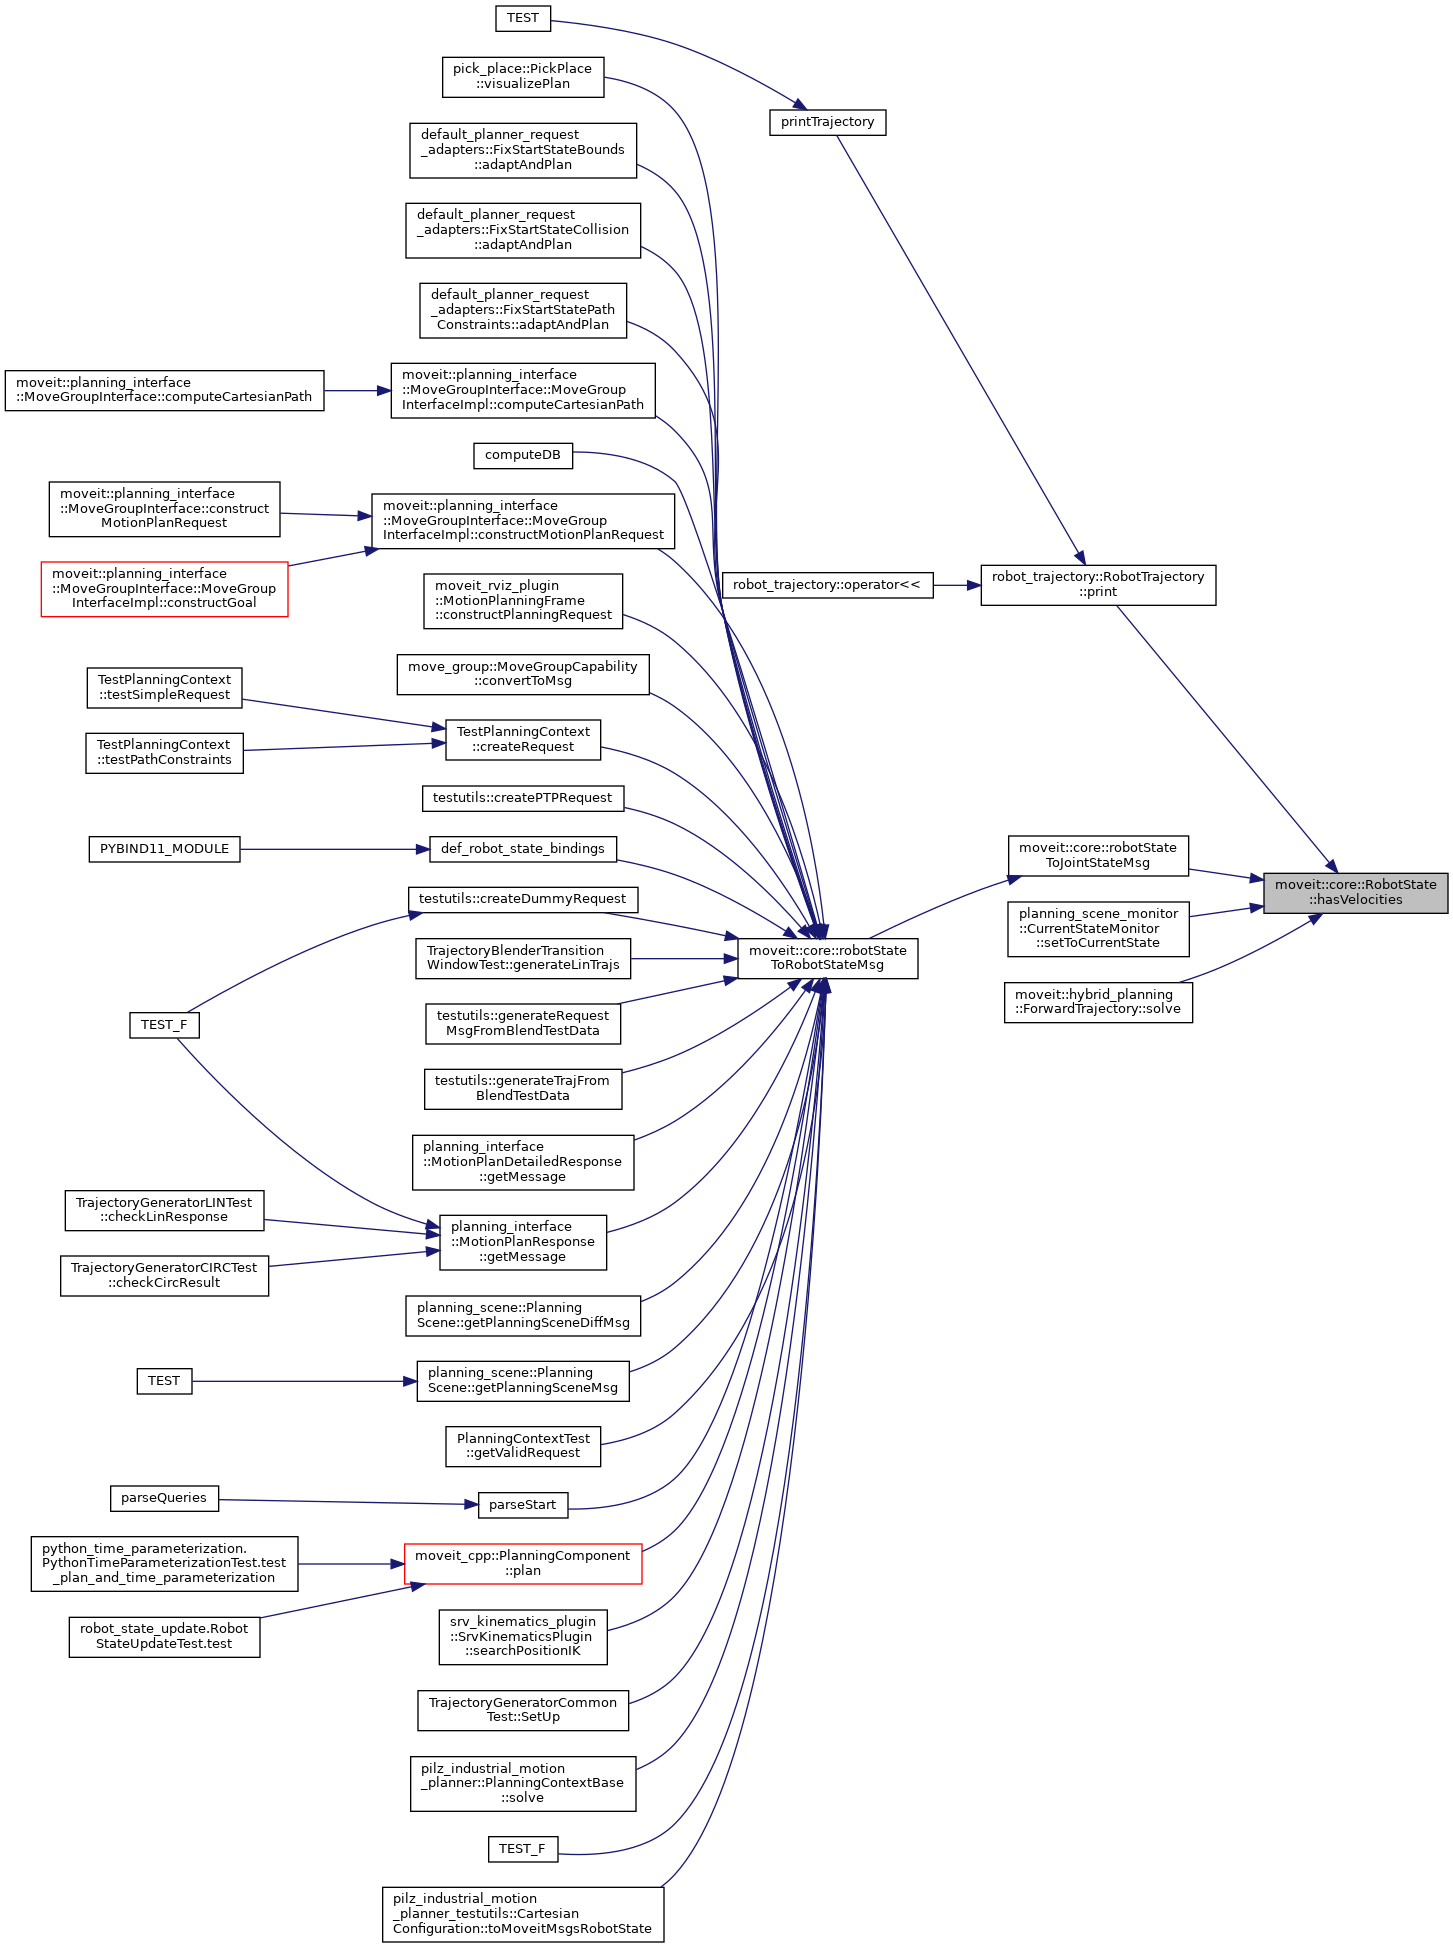 TEST
pick_place::PickPlace
::visualizePlan
printTrajectory
default_planner_request
_adapters::FixStartStateBounds
::adaptAndPlan
default_planner_request
_adapters::FixStartStateCollision
::adaptAndPlan
default_planner_request
_adapters::FixStartStatePath
Constraints::adaptAndPlan
moveit::planning_interface
::MoveGroupInterface::computeCartesianPath
moveit::planning_interface
::MoveGroupInterface::MoveGroup
InterfaceImpl::computeCartesianPath
computeDB
moveit::planning_interface
::MoveGroupInterface::construct
MotionPlanRequest
moveit::planning_interface
::MoveGroupInterface::MoveGroup
InterfaceImpl::constructMotionPlanRequest
moveit::planning_interface
::MoveGroupInterface::MoveGroup
InterfaceImpl::constructGoal
moveit_rviz_plugin
::MotionPlanningFrame
::constructPlanningRequest
robot_trajectory::operator<<
robot_trajectory::RobotTrajectory
::print
move_group::MoveGroupCapability
::convertToMsg
TestPlanningContext
::testSimpleRequest
TestPlanningContext
::createRequest
TestPlanningContext
::testPathConstraints
testutils::createPTPRequest
PYBIND11_MODULE
def_robot_state_bindings
moveit::core::robotState
ToJointStateMsg
moveit::core::RobotState
::hasVelocities
testutils::createDummyRequest
planning_scene_monitor
::CurrentStateMonitor
::setToCurrentState
TrajectoryBlenderTransition
WindowTest::generateLinTrajs
moveit::core::robotState
ToRobotStateMsg
moveit::hybrid_planning
::ForwardTrajectory::solve
testutils::generateRequest
MsgFromBlendTestData
TEST_F
testutils::generateTrajFrom
BlendTestData
planning_interface
::MotionPlanDetailedResponse
::getMessage
TrajectoryGeneratorLINTest
::checkLinResponse
planning_interface
::MotionPlanResponse
::getMessage
TrajectoryGeneratorCIRCTest
::checkCircResult
planning_scene::Planning
Scene::getPlanningSceneDiffMsg
TEST
planning_scene::Planning
Scene::getPlanningSceneMsg
PlanningContextTest
::getValidRequest
parseQueries
parseStart
python_time_parameterization.
PythonTimeParameterizationTest.test
_plan_and_time_parameterization
moveit_cpp::PlanningComponent
::plan
robot_state_update.Robot
StateUpdateTest.test
srv_kinematics_plugin
::SrvKinematicsPlugin
::searchPositionIK
TrajectoryGeneratorCommon
Test::SetUp
pilz_industrial_motion
_planner::PlanningContextBase
::solve
TEST_F
pilz_industrial_motion
_planner_testutils::Cartesian
Configuration::toMoveitMsgsRobotState